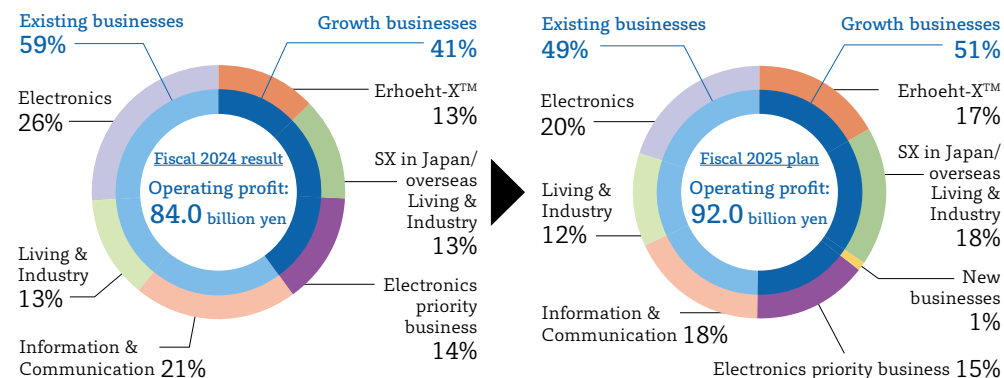 Existing businesses
59%
Growth businesses
41%
Electronics
26%
Erhoeht-X™
13%
SX in Japan/
overseas
Living &
Industry
13%
Fiscal 2024 result
Operating profit:
84.0 billion yen
Living &
Industry
13%
Electronics
priority
business
14%
Information &
Communication 21%
Existing businesses
49%
Growth businesses
51%
Electronics
20%
Erhoeht-X™
17%
SX in Japan/
overseas
Living &
Industry
18%
Fiscal 2025 plan
Operating profit:
92.0 billion yen
Living &
Industry
12%
New
businesses
1%
Information &
Communication 18%
Electronics priority business 15%